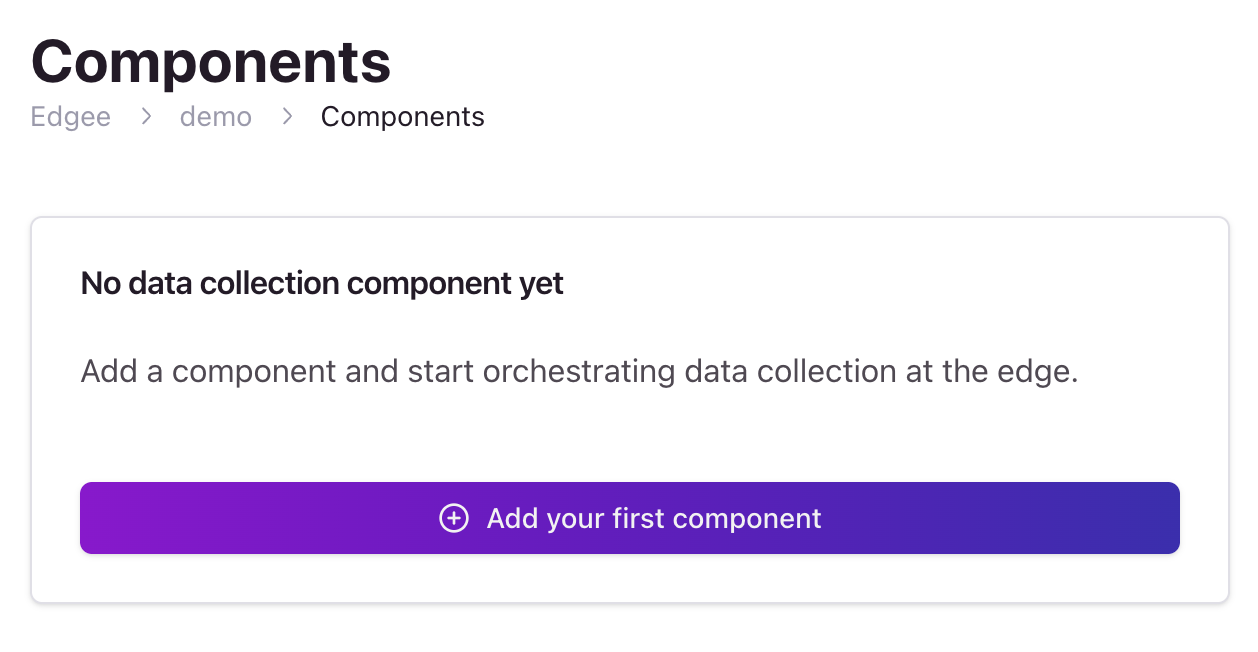 Components
Edgee > demo > Components
No data collection component yet
Add a component and start orchestrating data collection at the edge.
Add your first component